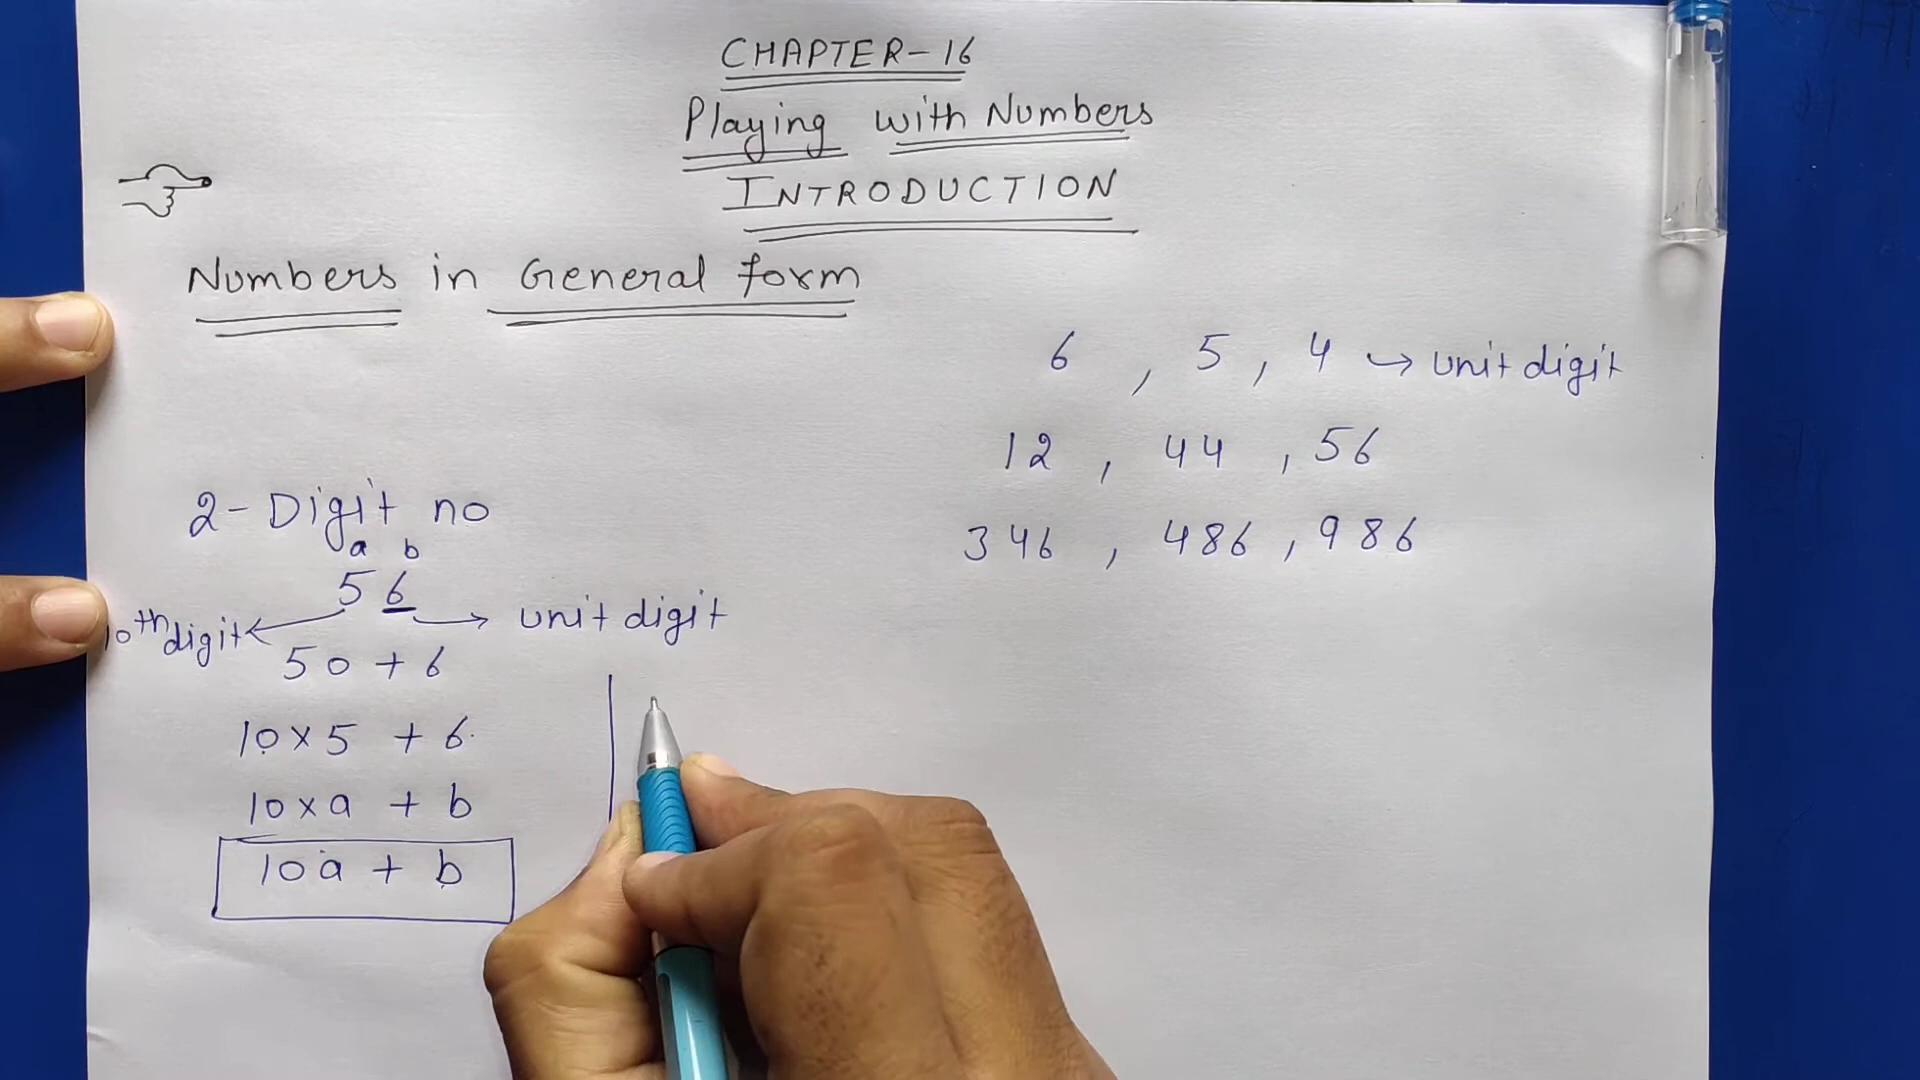 CHAPTER-16
Playing with Numbers
INTRODUCTION
Numbers in General form
6 , 5 , 4 → unit digit
12 , 44 , 56
346 , 486 , 986
2-Digit no
a b
56
10th digit ← → unit digit
50 + 6
10 × 5 + 6
10 × a + b
10a + b